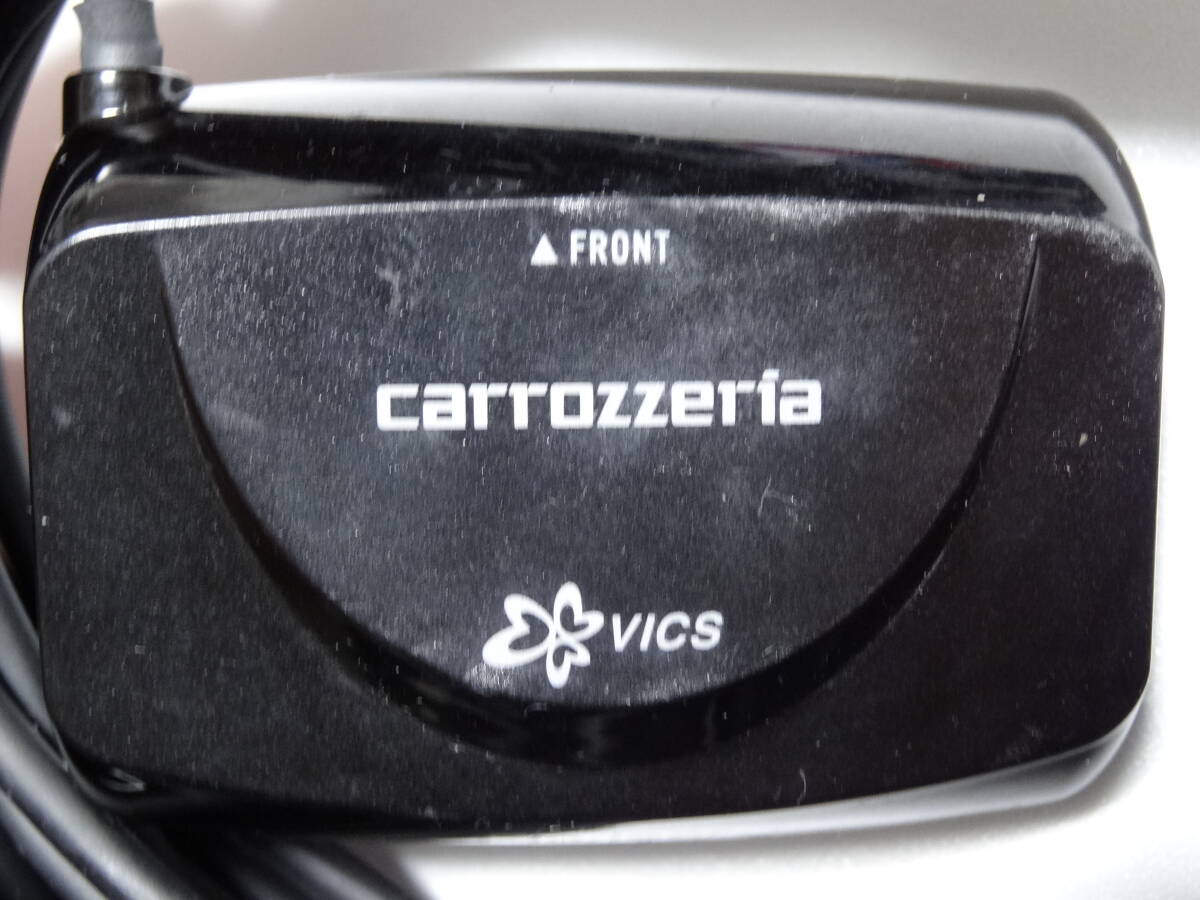 ▲ FRONT
carrozzeria
VICS